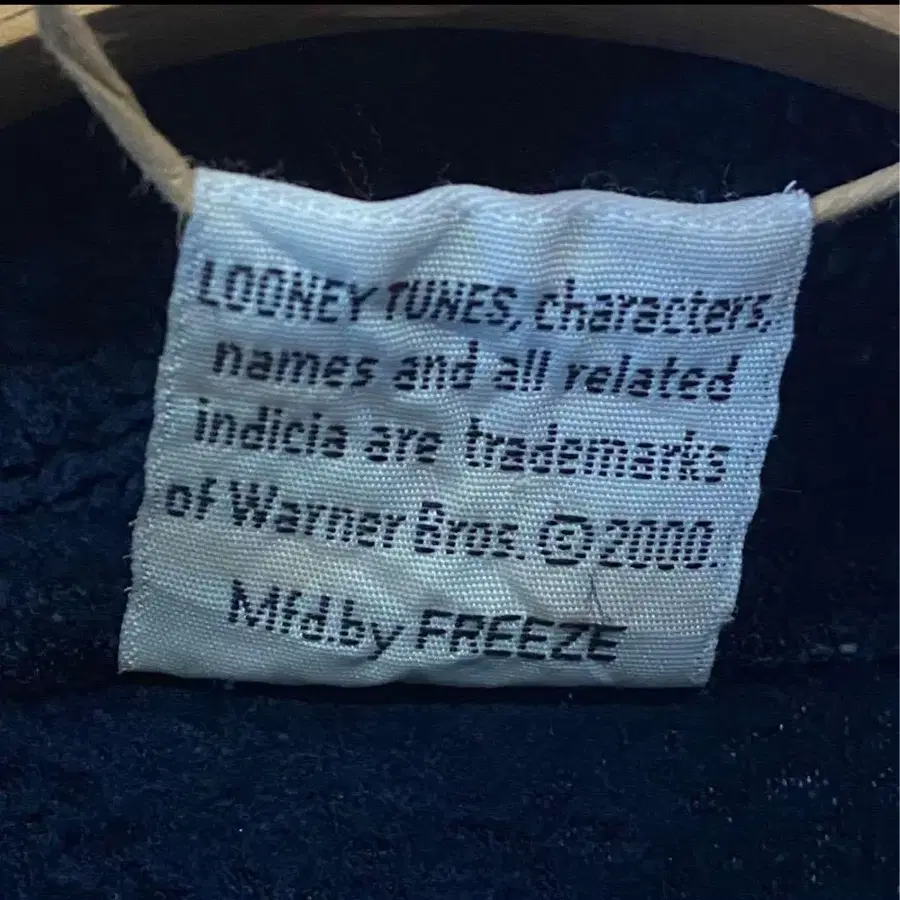 LOONEY TUNES, characters,
names and all related
indicia are trademarks
of Warner Bros. ©2000.
Mfd.by FREEZE